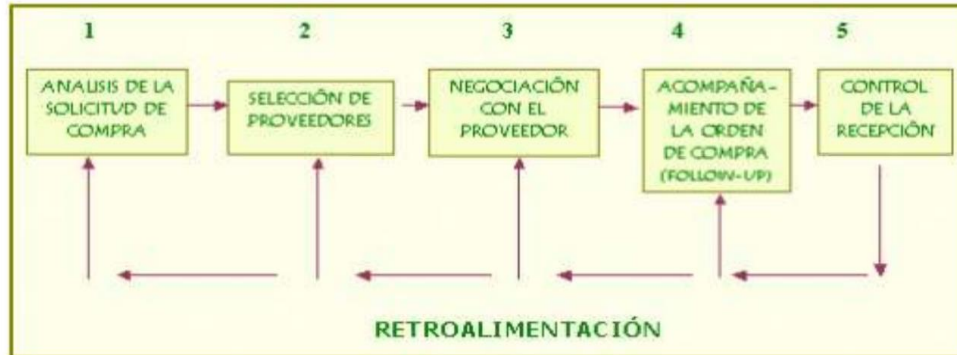 1
2
3
4
5
ANALISIS DE LA
SOLICITUD DE
COMPRA
SELECCIÓN DE
PROVEEDORES
NEGOCIACIÓN
CON EL
PROVEEDOR
ACOMPAÑA-
MIENTO DE
LA ORDEN
DE COMPRA
(FOLLOW-UP)
CONTROL
DE LA
RECEPCIÓN
RETROALIMENTACIÓN